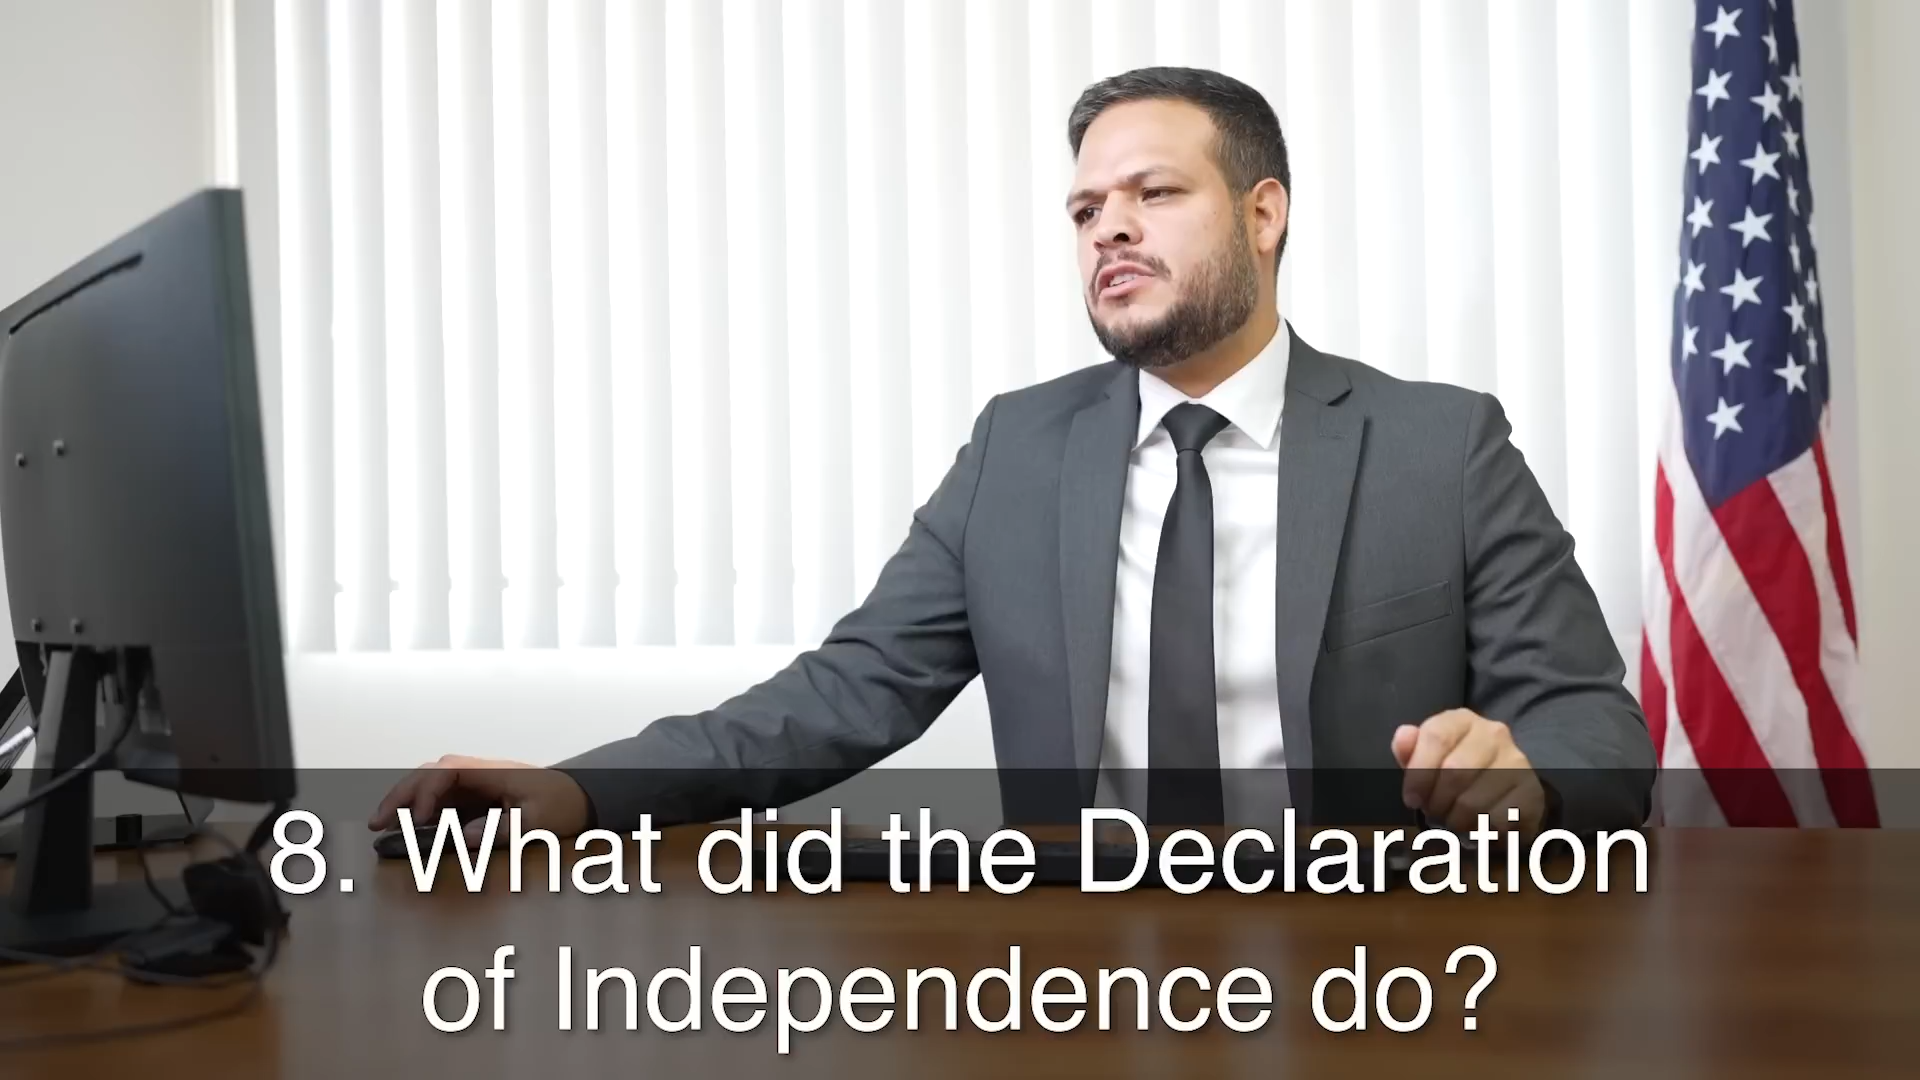 8. What did the Declaration
of Independence do?